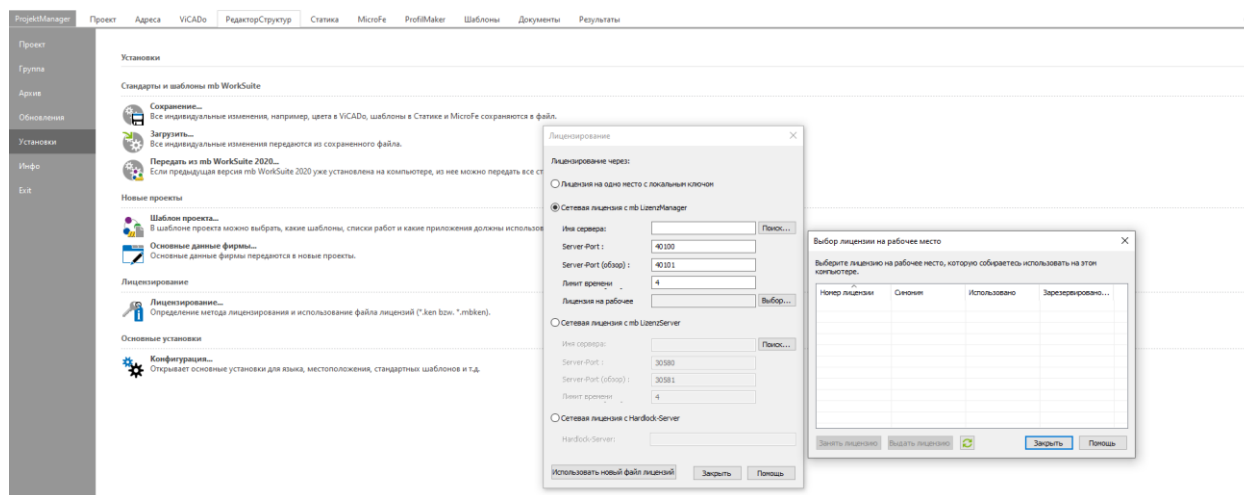 ProjektManager Проект Адреса ViCADo РедакторСтруктур Статика MicroFe ProfilMaker Шаблоны Документы Результаты
Проект
Группа
Архив
Обновления
Установки
Инфо
Exit
Установки
Стандарты и шаблоны mb WorkSuite
Сохранение...
Все индивидуальные изменения, например, цвета в ViCADo, шаблоны в Статике и MicroFe сохраняются в файл.
Загрузить...
Все индивидуальные изменения передаются из сохраненного файла.
Передать из mb WorkSuite 2020...
Если предыдущая версия mb WorkSuite 2020 уже установлена на компьютере, из нее можно передать все ст
Новые проекты
Шаблон проекта...
В шаблоне проекта можно выбрать, какие шаблоны, списки работ и какие приложения должны использов
Основные данные фирмы...
Основные данные фирмы передаются в новые проекты.
Лицензирование
Лицензирование...
Определение метода лицензирования и использование файла лицензий (*.ken bzw. *.mbken).
Основные установки
Конфигурация...
Открывает основные установки для языка, местоположения, стандартных шаблонов и т.д.
Лицензирование
Лицензирование через:
Лицензия на одно место с локальным ключом
Сетевая лицензия с mb LizenzManager
Имя сервера: Поиск...
Server-Port : 40100
Server-Port (обзор) : 40101
Лимит времени 4
Лицензия на рабочее Выбор...
Сетевая лицензия с mb LizenzServer
Имя сервера: Поиск...
Server-Port : 30580
Server-Port (обзор) : 30581
Лимит времени 4
Сетевая лицензия с Hardlock-Server
Hardlock-Server:
Использовать новый файл лицензий Закрыть Помощь
Выбор лицензии на рабочее место
Выберите лицензию на рабочее место, которую собираетесь использовать на этом
компьютере.
Номер лицензии Синоним Использовано Зарезервировано...
Занять лицензию Выдать лицензию Закрыть Помощь